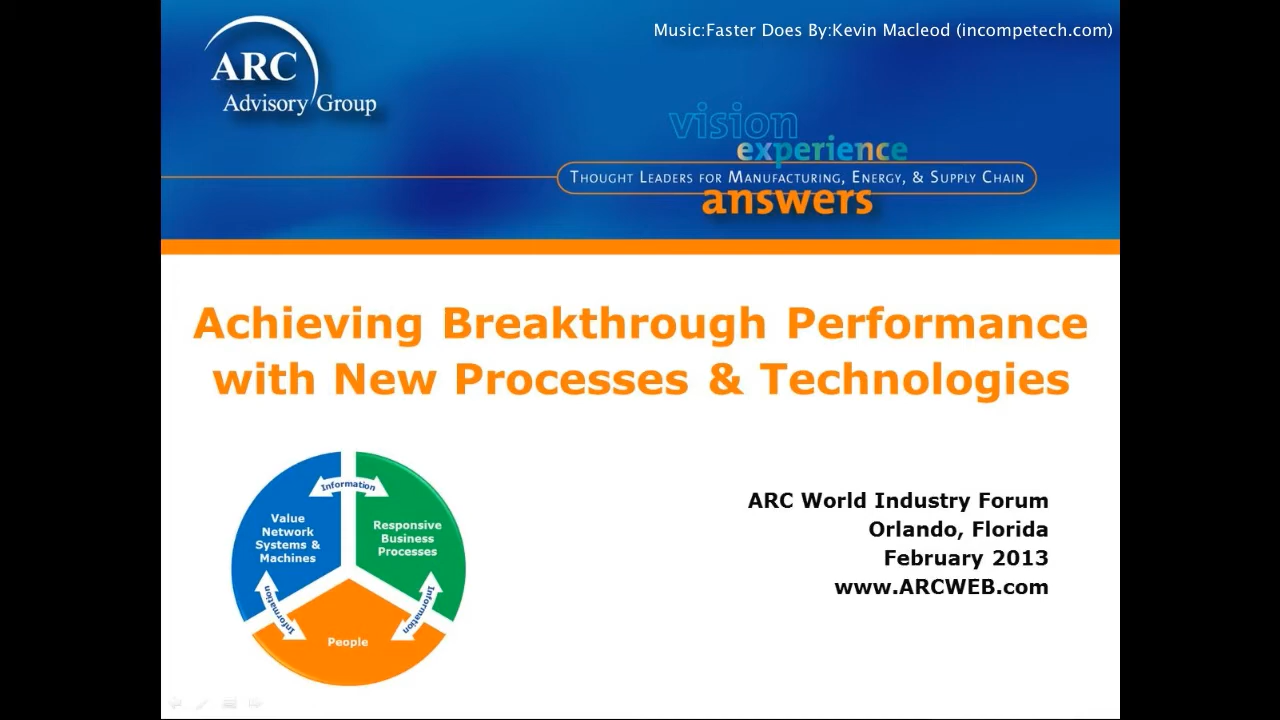 Music:Faster Does By:Kevin Macleod (incompetech.com)
ARC
Advisory Group
vision
experience
THOUGHT LEADERS FOR MANUFACTURING, ENERGY, & SUPPLY CHAIN
answers
Achieving Breakthrough Performance
with New Processes & Technologies
Information
Value
Network
Systems &
Machines
Responsive
Business
Processes
Information
Information
People
ARC World Industry Forum
Orlando, Florida
February 2013
www.ARCWEB.com